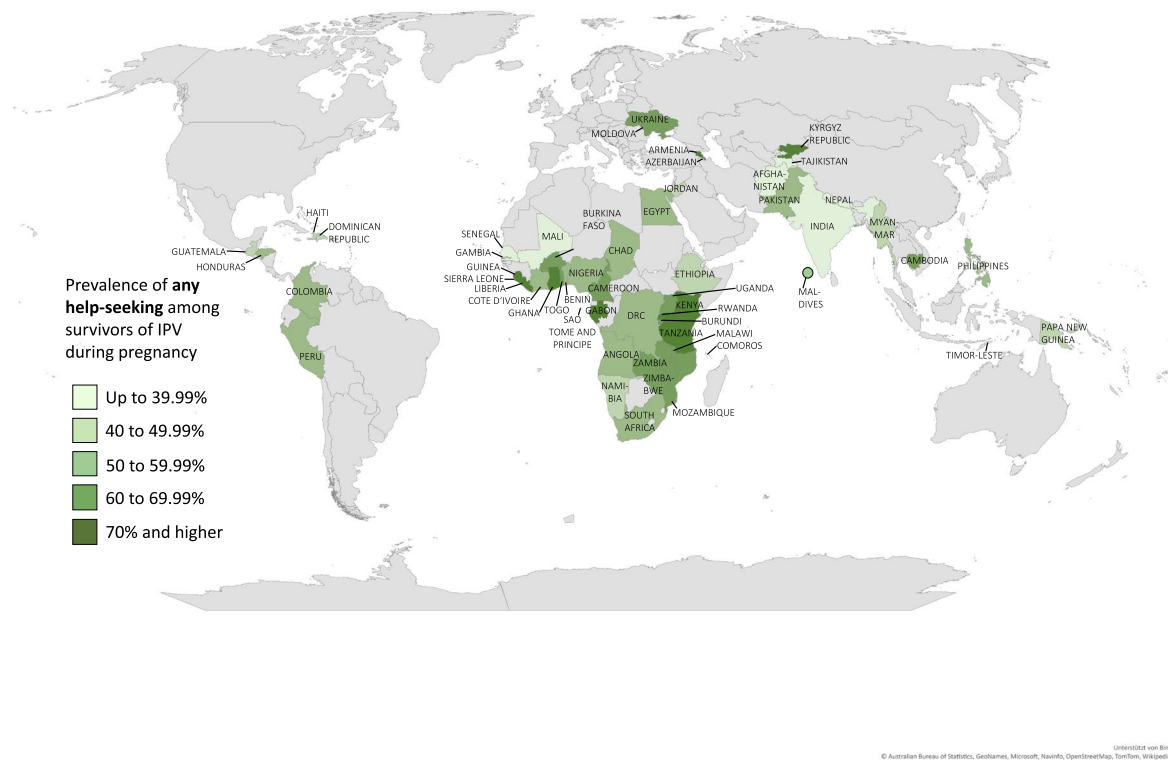 UKRAINE
MOLDOVA
KYRGYZ
REPUBLIC
ARMENIA
AZERBAIJAN
TAJIKISTAN
AFGHA-
NISTAN
JORDAN
PAKISTAN
NEPAL
HAITI
BURKINA
FASO
EGYPT
DOMINICAN
REPUBLIC
SENEGAL
MALI
INDIA
MYAN-
MAR
GUATEMALA
GAMBIA
CHAD
HONDURAS
GUINEA
NIGERIA
ETHIOPIA
CAMBODIA
PHILIPPINES
SIERRA LEONE
LIBERIA
CAMEROON
UGANDA
COLOMBIA
COTE D'IVOIRE
BENIN
MAL-
DIVES
GHANA
TOGO
GABON
KENYA
RWANDA
SAO
TOME AND
PRINCIPE
DRC
BURUNDI
TANZANIA
MALAWI
COMOROS
PAPA NEW
GUINEA
TIMOR-LESTE
PERU
ANGOLA
ZAMBIA
ZIMBA-
BWE
NAMI-
BIA
MOZAMBIQUE
SOUTH
AFRICA
Prevalence of any
help-seeking among
survivors of IPV
during pregnancy
Up to 39.99%
40 to 49.99%
50 to 59.99%
60 to 69.99%
70% and higher
Unterstützt von Bin
© Australian Bureau of Statistics, GeoNames, Microsoft, Navinfo, OpenStreetMap, TomTom, Wikipedi